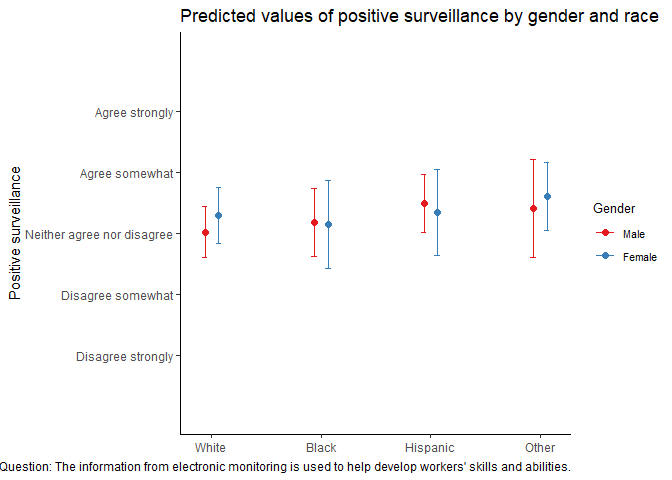 Predicted values of positive surveillance by gender and race
Positive surveillance
Agree strongly
Agree somewhat
Neither agree nor disagree
Disagree somewhat
Disagree strongly
White
Black
Hispanic
Other
Gender
Male
Female
Question: The information from electronic monitoring is used to help develop workers' skills and abilities.